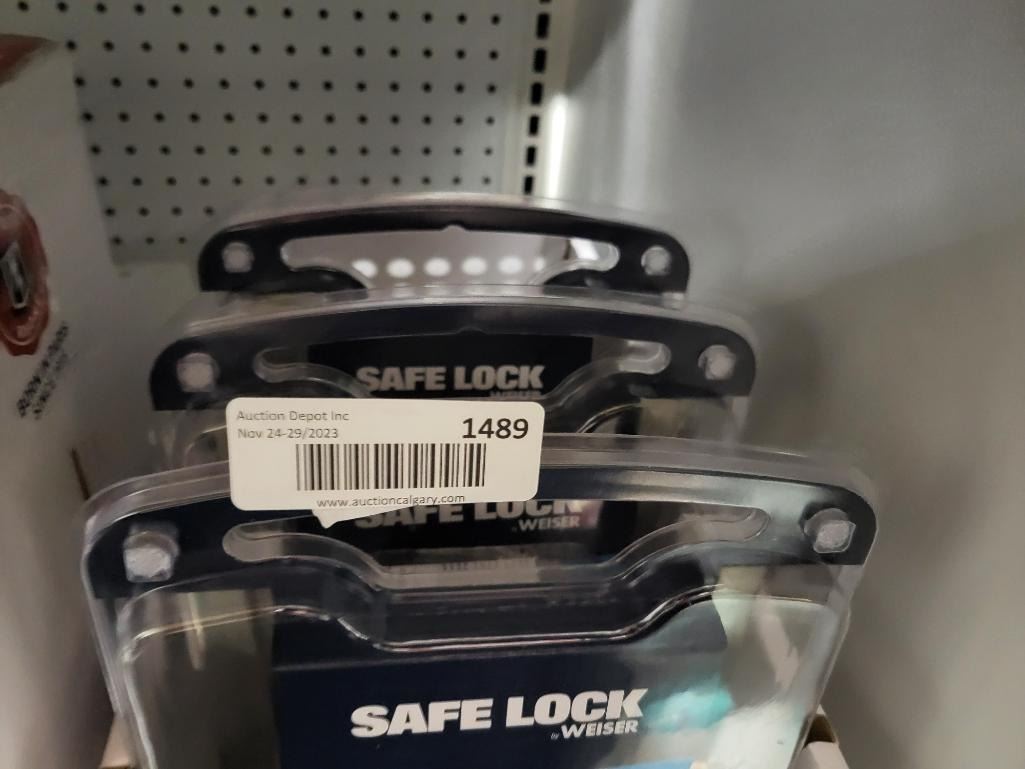 SAFE LOCK
WEISER
Auction Depot Inc
Nov 24-29/2023
1489
www.auctioncalgary.com
SAFE LOCK
by WEISER
SAFE LOCK
by WEISER